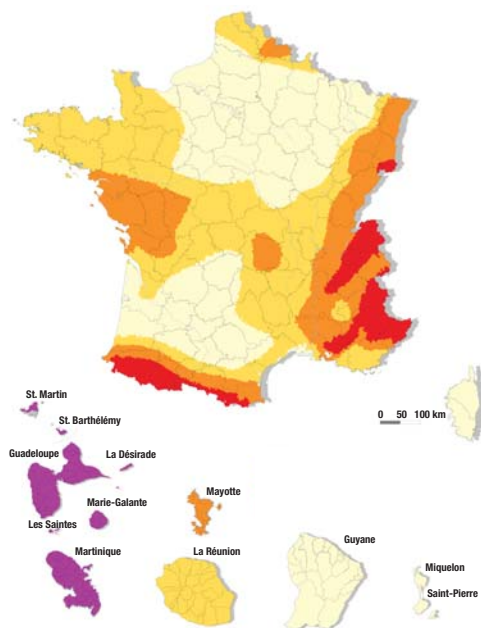 0 50 100 km
St. Martin
St. Barthélémy
Guadeloupe
La Désirade
Marie-Galante
Les Saintes
Martinique
Mayotte
La Réunion
Guyane
Miquelon
Saint-Pierre